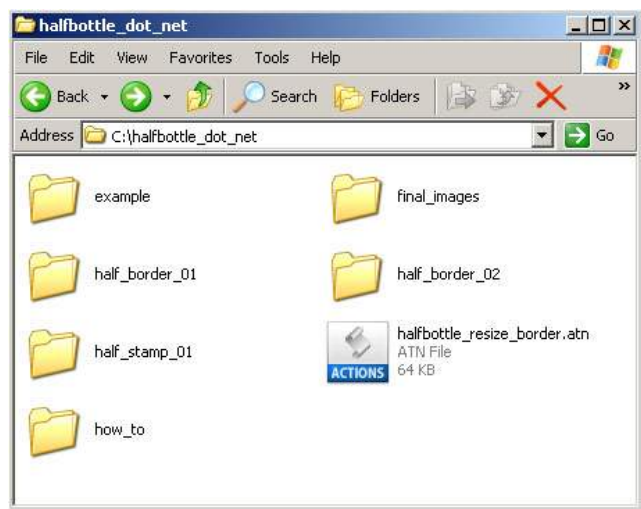 halfbottle_dot_net
File Edit View Favorites Tools Help
Back Search Folders »
Address C:\halfbottle_dot_net Go
example final_images
half_border_01 half_border_02
half_stamp_01 halfbottle_resize_border.atn
ATN File
ACTIONS 64 KB
how_to